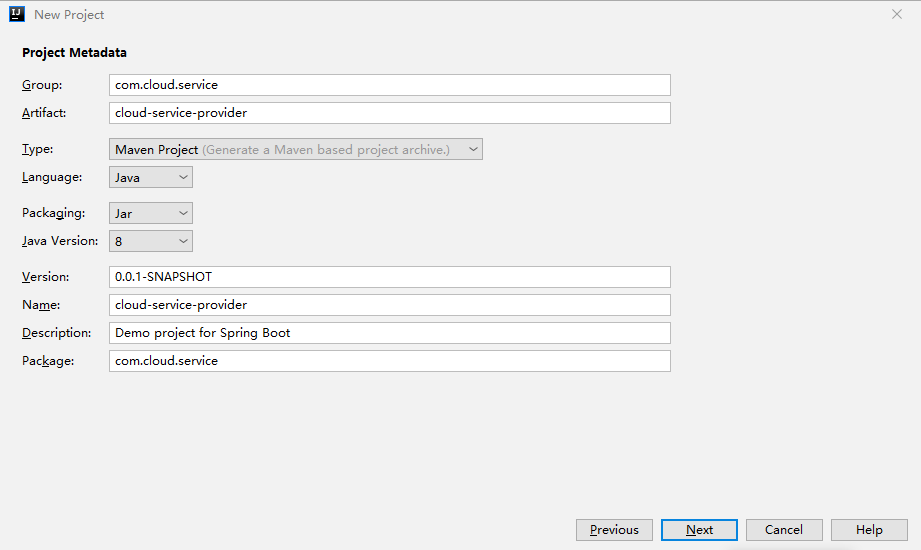 IJ New Project
Project Metadata
Group: com.cloud.service
Artifact: cloud-service-provider
Type: Maven Project (Generate a Maven based project archive.)
Language: Java
Packaging: Jar
Java Version: 8
Version: 0.0.1-SNAPSHOT
Name: cloud-service-provider
Description: Demo project for Spring Boot
Package: com.cloud.service
Previous Next Cancel Help